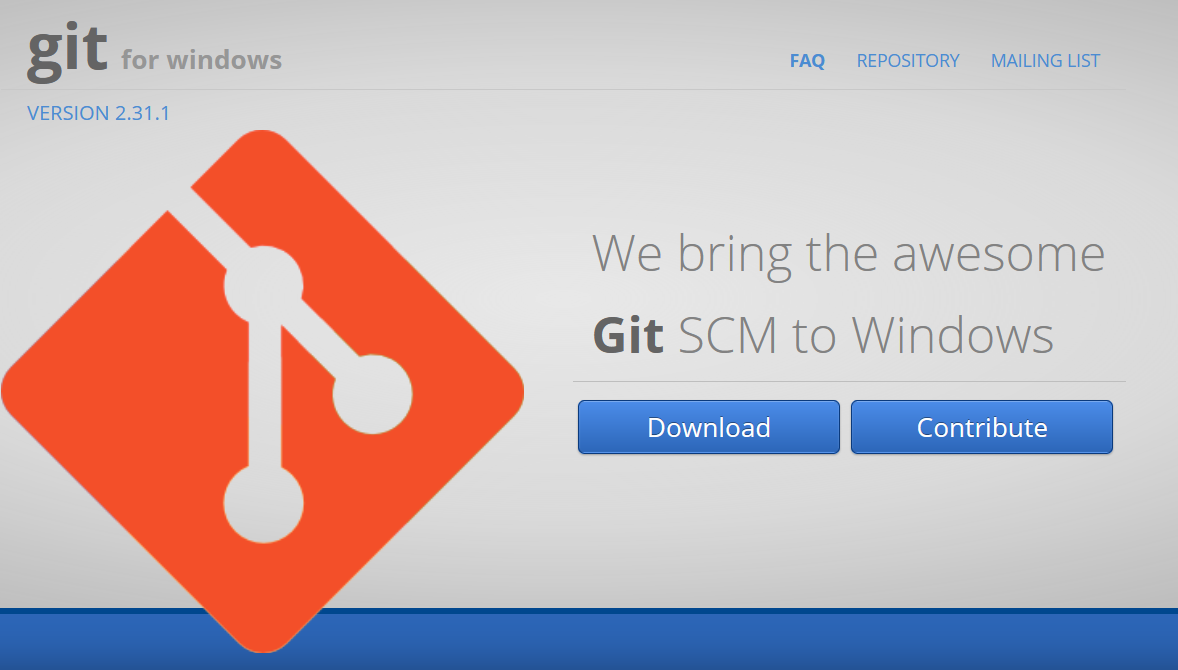 git for windows
FAQ REPOSITORY MAILING LIST
VERSION 2.31.1
We bring the awesome
Git SCM to Windows
Download Contribute